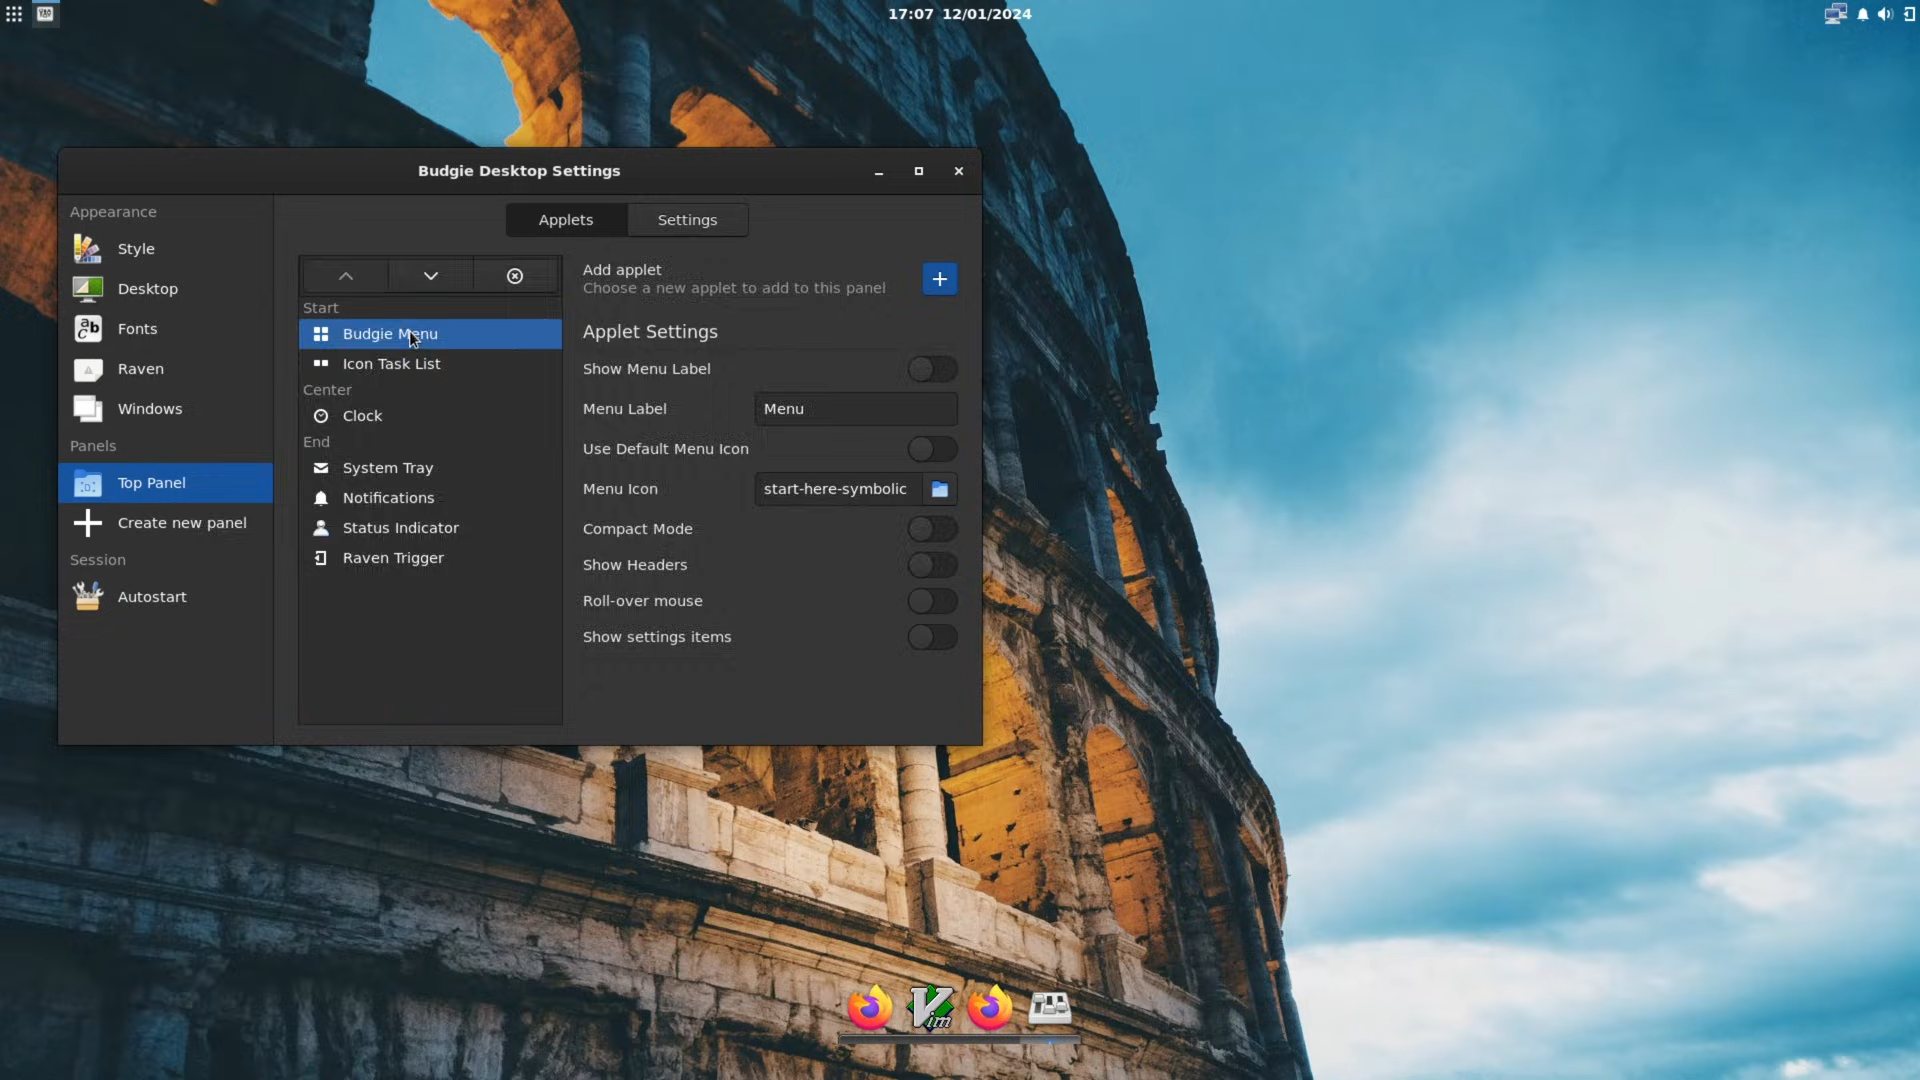 17:07 12/01/2024
Budgie Desktop Settings
Appearance
Style
Desktop
Fonts
Raven
Windows
Panels
Top Panel
Create new panel
Session
Autostart
Applets
Settings
Start
Budgie Menu
Icon Task List
Center
Clock
End
System Tray
Notifications
Status Indicator
Raven Trigger
Add applet
Choose a new applet to add to this panel
Applet Settings
Show Menu Label
Menu Label
Menu
Use Default Menu Icon
Menu Icon
start-here-symbolic
Compact Mode
Show Headers
Roll-over mouse
Show settings items
Vim